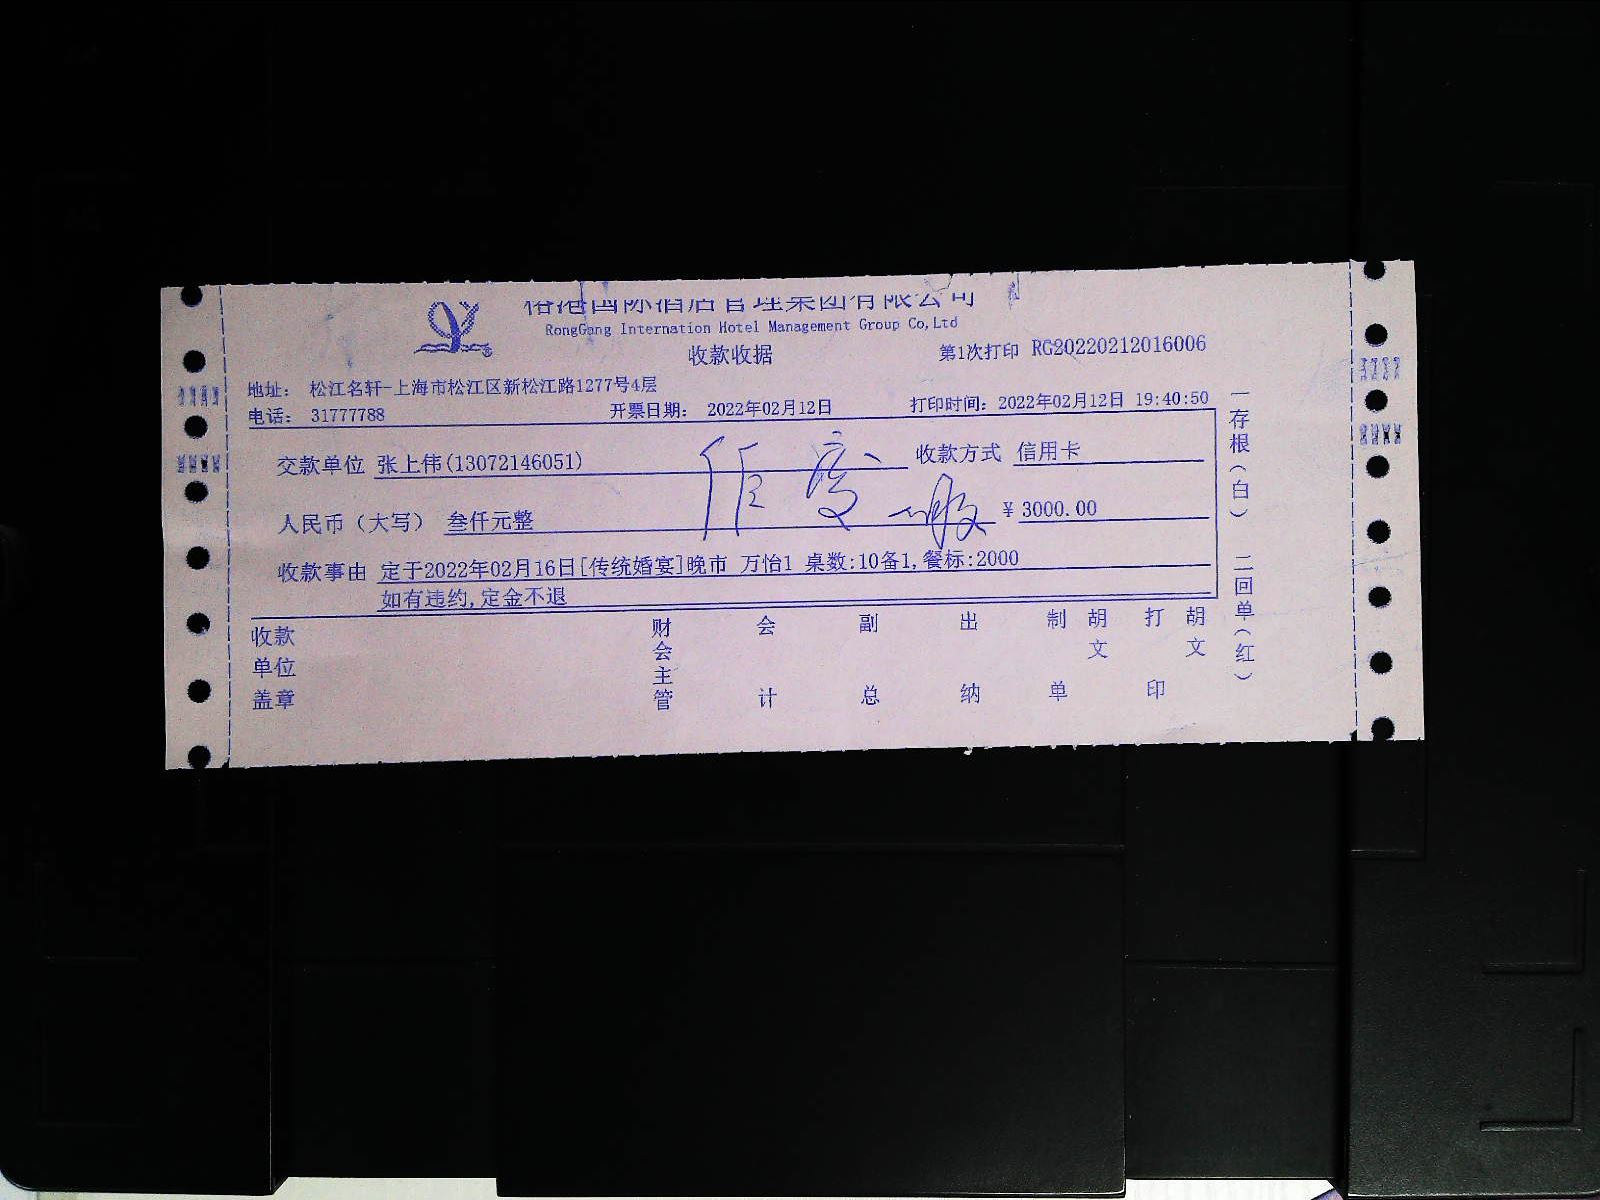 榕港国际酒店管理集团有限公司
RongGang Internation Hotel Management Group Co,Ltd
收款收据
第1次打印 RG20220212016006
地址: 松江名轩-上海市松江区新松江路1277号4层
电话: 31777788 开票日期: 2022年02月12日 打印时间: 2022年02月12日 19:40:50
交款单位 张上伟(13072146051) 收款方式 信用卡
人民币（大写） 叁仟元整 ￥ 3000.00
收款事由 定于2022年02月16日[传统婚宴]晚市 万怡1 桌数:10备1,餐标:2000
如有违约,定金不退
收款单位盖章 财会主管 会计 副总 出纳 制单 胡文 打印 胡文
一存根(白) 二回单(红)